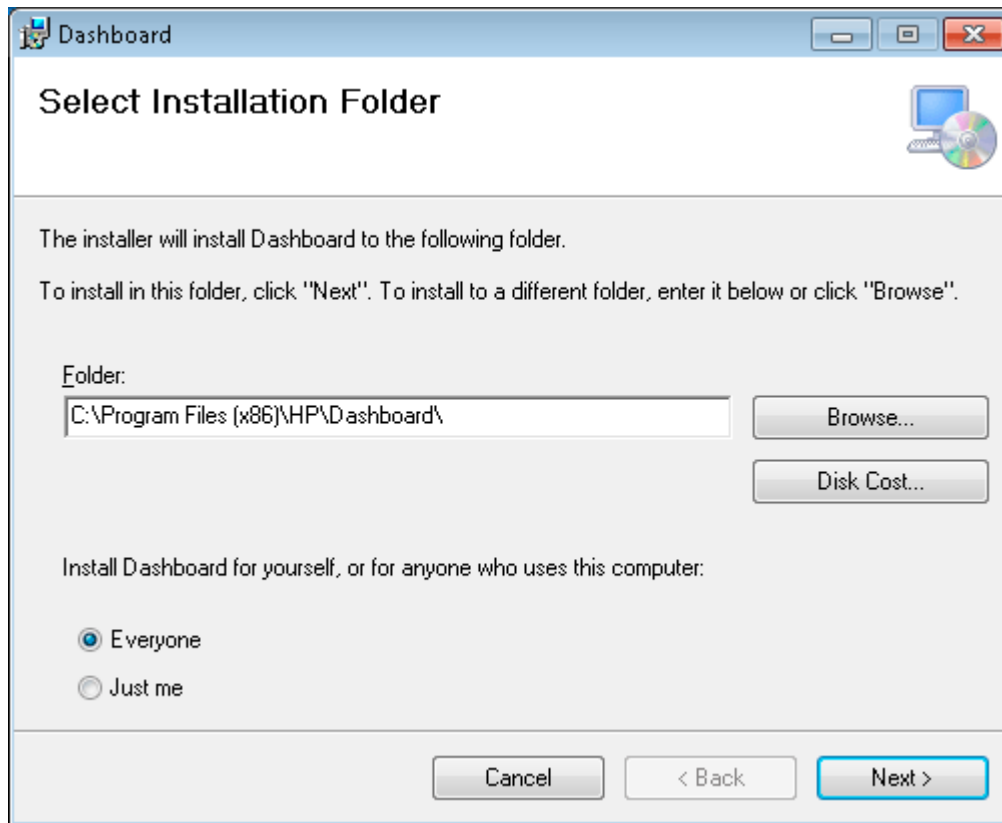 Dashboard
Select Installation Folder
The installer will install Dashboard to the following folder.
To install in this folder, click "Next". To install to a different folder, enter it below or click "Browse".
Folder:
C:\Program Files (x86)\HP\Dashboard\
Browse...
Disk Cost...
Install Dashboard for yourself, or for anyone who uses this computer:
Everyone
Just me
Cancel
< Back
Next >